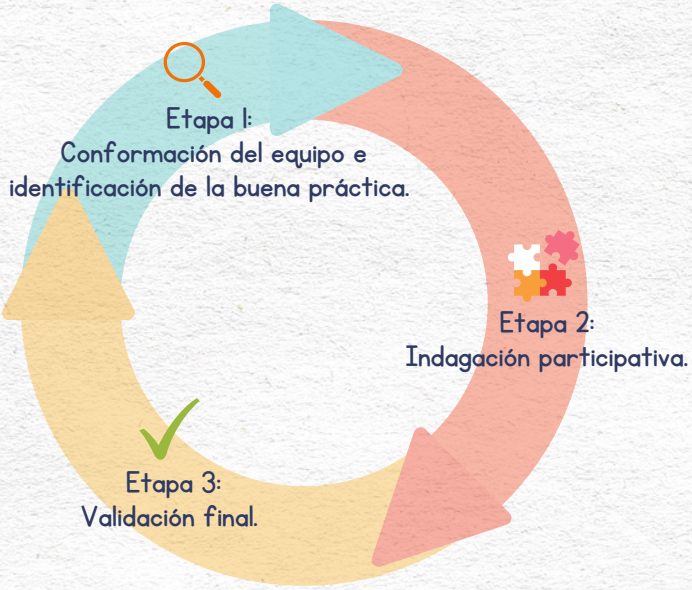 Etapa 1:
Conformación del equipo e
identificación de la buena práctica.
Etapa 2:
Indagación participativa.
Etapa 3:
Validación final.